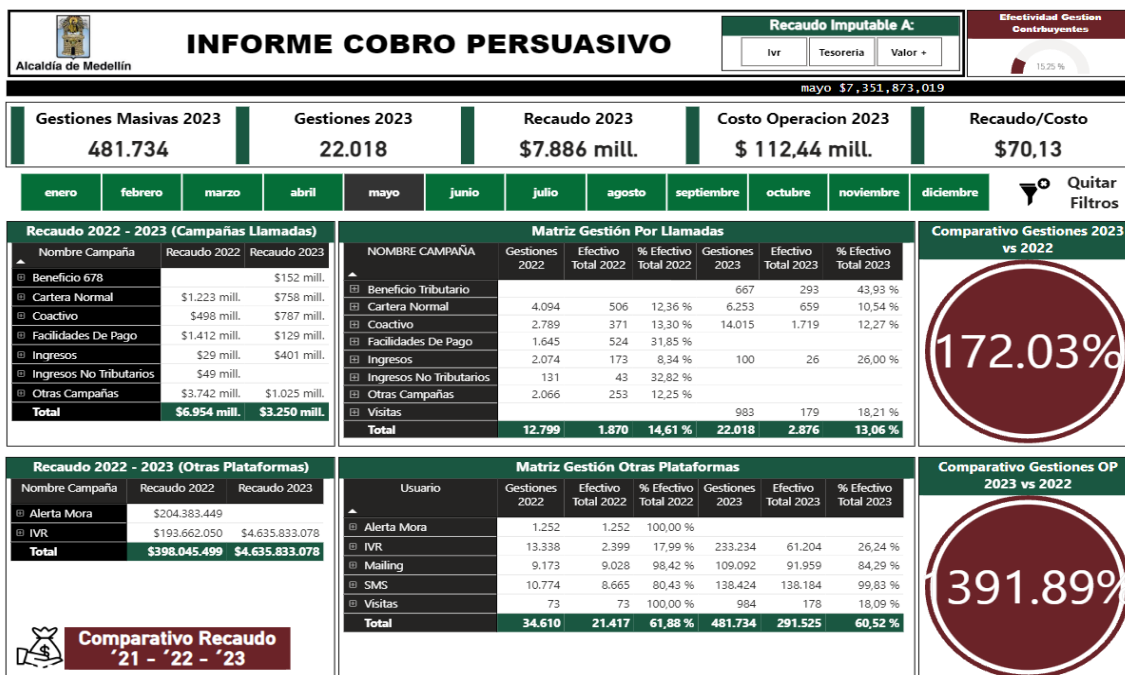 Alcaldía de Medellín
INFORME COBRO PERSUASIVO
Recaudo Imputable A:
Ivr Tesoreria Valor +
Efectividad Gestion
Contrbuyentes
15.25 %
mayo $7,351,873,019
Gestiones Masivas 2023
481.734
Gestiones 2023
22.018
Recaudo 2023
$7.886 mill.
Costo Operacion 2023
$ 112,44 mill.
Recaudo/Costo
$70,13
enero febrero marzo abril mayo junio julio agosto septiembre octubre noviembre diciembre
Quitar
Filtros
Recaudo 2022 - 2023 (Campañas Llamadas)
Nombre Campaña Recaudo 2022 Recaudo 2023
Beneficio 678 $152 mill.
Cartera Normal $1.223 mill. $758 mill.
Coactivo $498 mill. $787 mill.
Facilidades De Pago $1.412 mill. $129 mill.
Ingresos $29 mill. $401 mill.
Ingresos No Tributarios $49 mill.
Otras Campañas $3.742 mill. $1.025 mill.
Total $6.954 mill. $3.250 mill.
Matriz Gestión Por Llamadas
NOMBRE CAMPAÑA Gestiones 2022 Efectivo Total 2022 % Efectivo Total 2022 Gestiones 2023 Efectivo Total 2023 % Efectivo Total 2023
Beneficio Tributario 667 293 43,93 %
Cartera Normal 4.094 506 12,36 % 6.253 659 10,54 %
Coactivo 2.789 371 13,30 % 14.015 1.719 12,27 %
Facilidades De Pago 1.645 524 31,85 %
Ingresos 2.074 173 8,34 % 100 26 26,00 %
Ingresos No Tributarios 131 43 32,82 %
Otras Campañas 2.066 253 12,25 %
Visitas 983 179 18,21 %
Total 12.799 1.870 14,61 % 22.018 2.876 13,06 %
Comparativo Gestiones 2023
vs 2022
172.03%
Recaudo 2022 - 2023 (Otras Plataformas)
Nombre Campaña Recaudo 2022 Recaudo 2023
Alerta Mora $204.383.449
IVR $193.662.050 $4.635.833.078
Total $398.045.499 $4.635.833.078
Comparativo Recaudo
´21 - ´22 - ´23
Matriz Gestión Otras Plataformas
Usuario Gestiones 2022 Efectivo Total 2022 % Efectivo Total 2022 Gestiones 2023 Efectivo Total 2023 % Efectivo Total 2023
Alerta Mora 1.252 1.252 100,00 %
IVR 13.338 2.399 17,99 % 233.234 61.204 26,24 %
Mailing 9.173 9.028 98,42 % 109.092 91.959 84,29 %
SMS 10.774 8.665 80,43 % 138.424 138.184 99,83 %
Visitas 73 73 100,00 % 984 178 18,09 %
Total 34.610 21.417 61,88 % 481.734 291.525 60,52 %
Comparativo Gestiones OP
2023 vs 2022
1391.89%